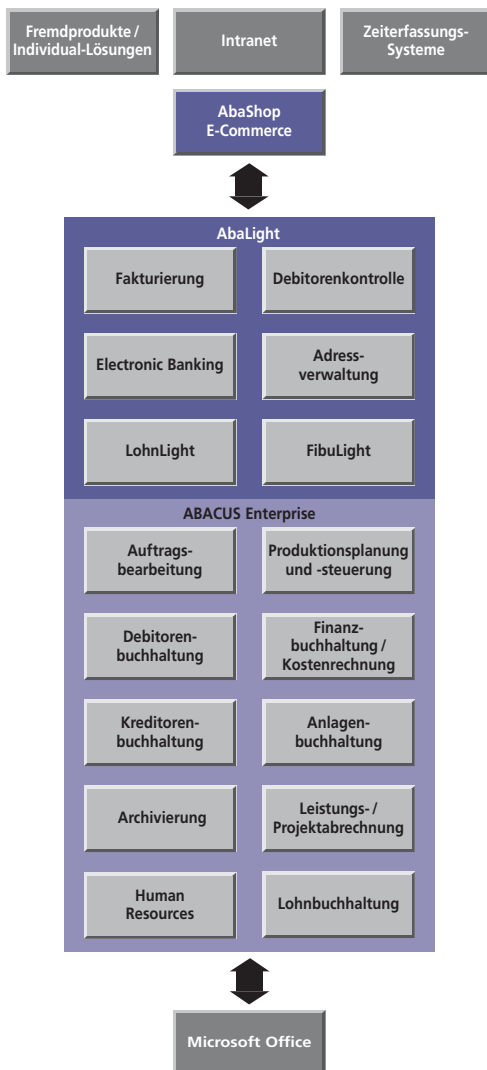 Fremdprodukte /
Individual-Lösungen
Intranet
Zeiterfassungs-
Systeme
AbaShop
E-Commerce
AbaLight
Fakturierung
Debitorenkontrolle
Electronic Banking
Adress-
verwaltung
LohnLight
FibuLight
ABACUS Enterprise
Auftrags-
bearbeitung
Produktionsplanung
und -steuerung
Debitoren-
buchhaltung
Finanz-
buchhaltung /
Kostenrechnung
Kreditoren-
buchhaltung
Anlagen-
buchhaltung
Archivierung
Leistungs- /
Projektabrechnung
Human
Resources
Lohnbuchhaltung
Microsoft Office